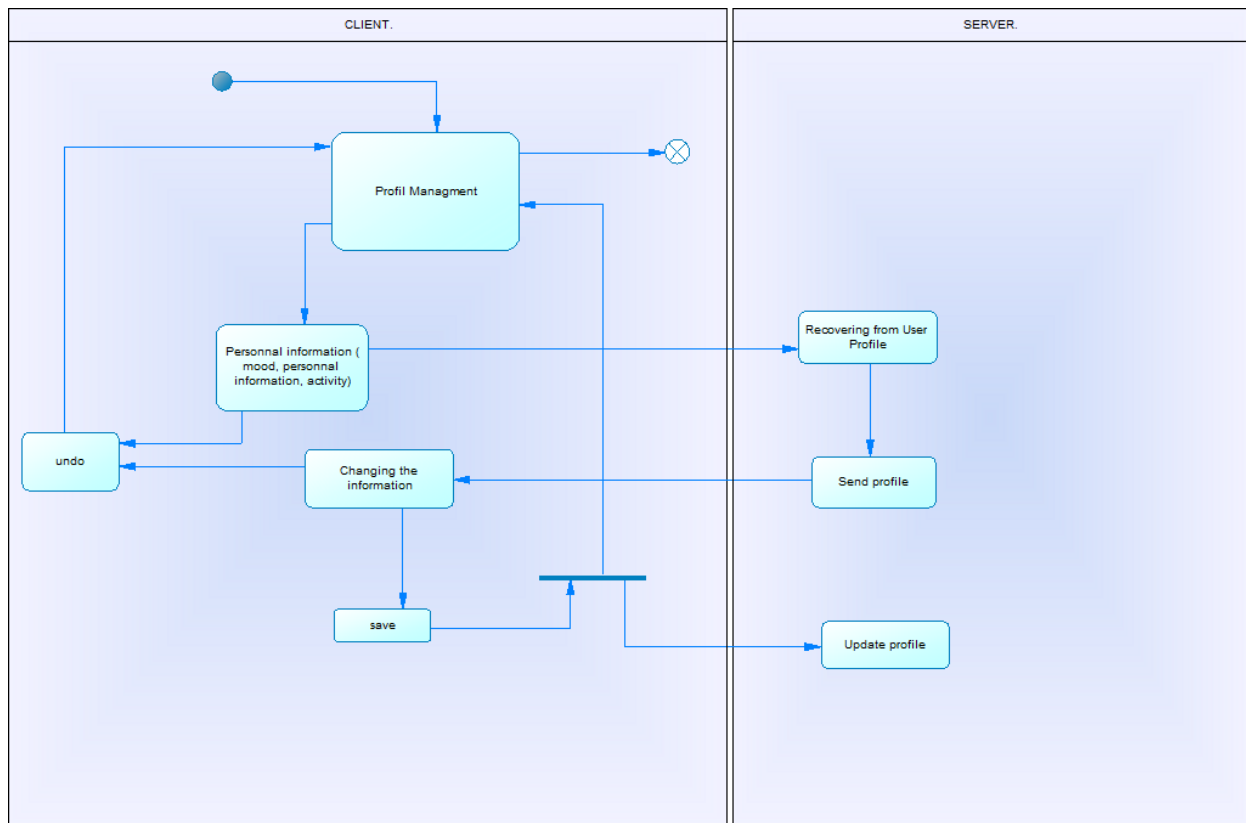 CLIENT.
SERVER.
Profil Managment
Personnal information (
mood, personnal
information, activity)
Recovering from User
Profile
undo
Changing the
information
Send profile
save
Update profile